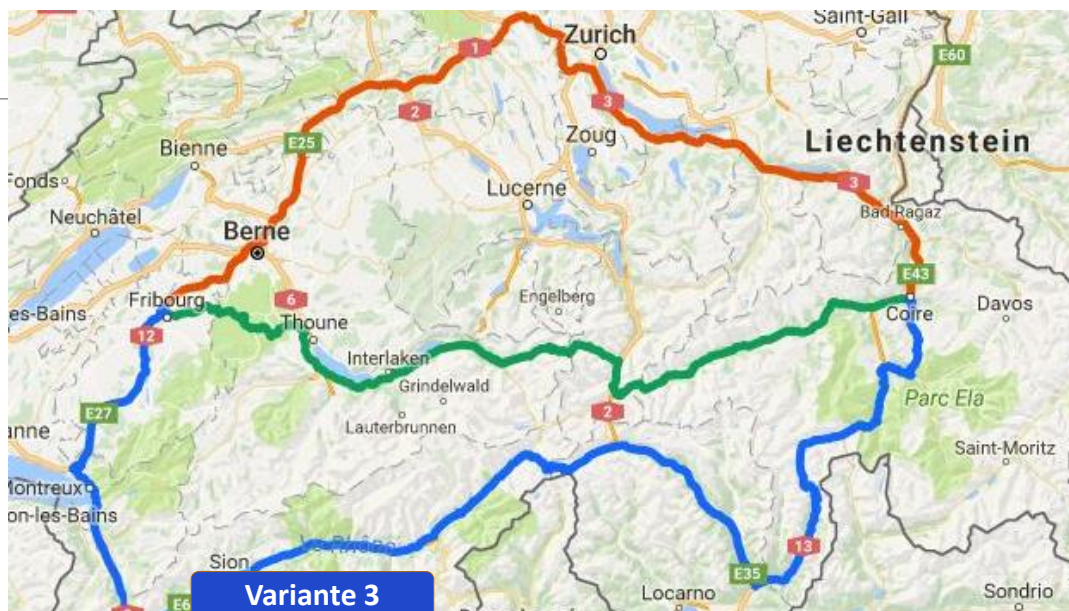 Saint-Gall
Zurich
1
E60
2
3
Zoug
Liechtenstein
E25
Bienne
3
Fonds
Lucerne
Bad Ragaz
Neuchâtel
Berne
E43
Engelberg
Davos
6
Fribourg
es-Bains
Thoune
Coire
12
Interlaken
Grindelwald
Parc Ela
2
E27
Lauterbrunnen
anne
Saint-Moritz
Montreux
on-les-Bains
Le Rhône
13
Sion
E35
Locarno
Sondrio
Variante 3